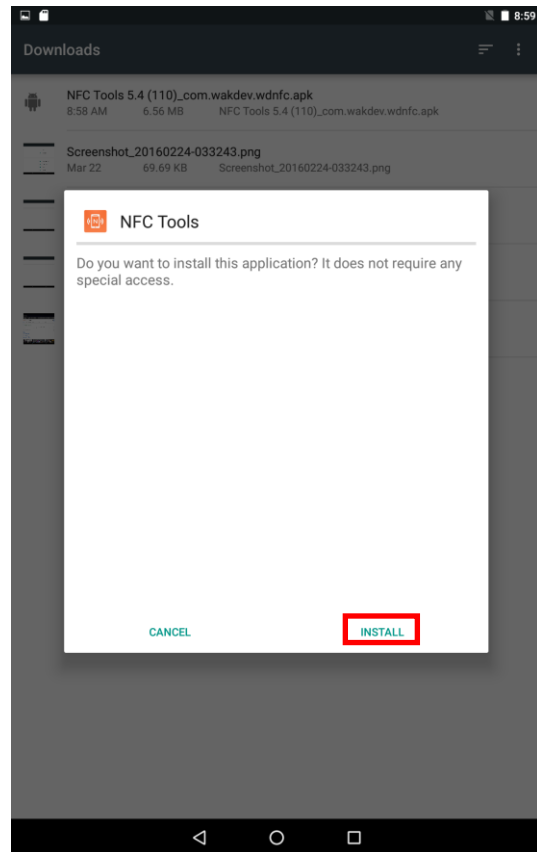 8:59
Downloads
NFC Tools 5.4 (110)_com.wakdev.wdnfc.apk
8:58 AM 6.56 MB NFC Tools 5.4 (110)_com.wakdev.wdnfc.apk
Screenshot_20160224-033243.png
Mar 22 69.69 KB Screenshot_20160224-033243.png
NFC Tools
Do you want to install this application? It does not require any
special access.
CANCEL INSTALL